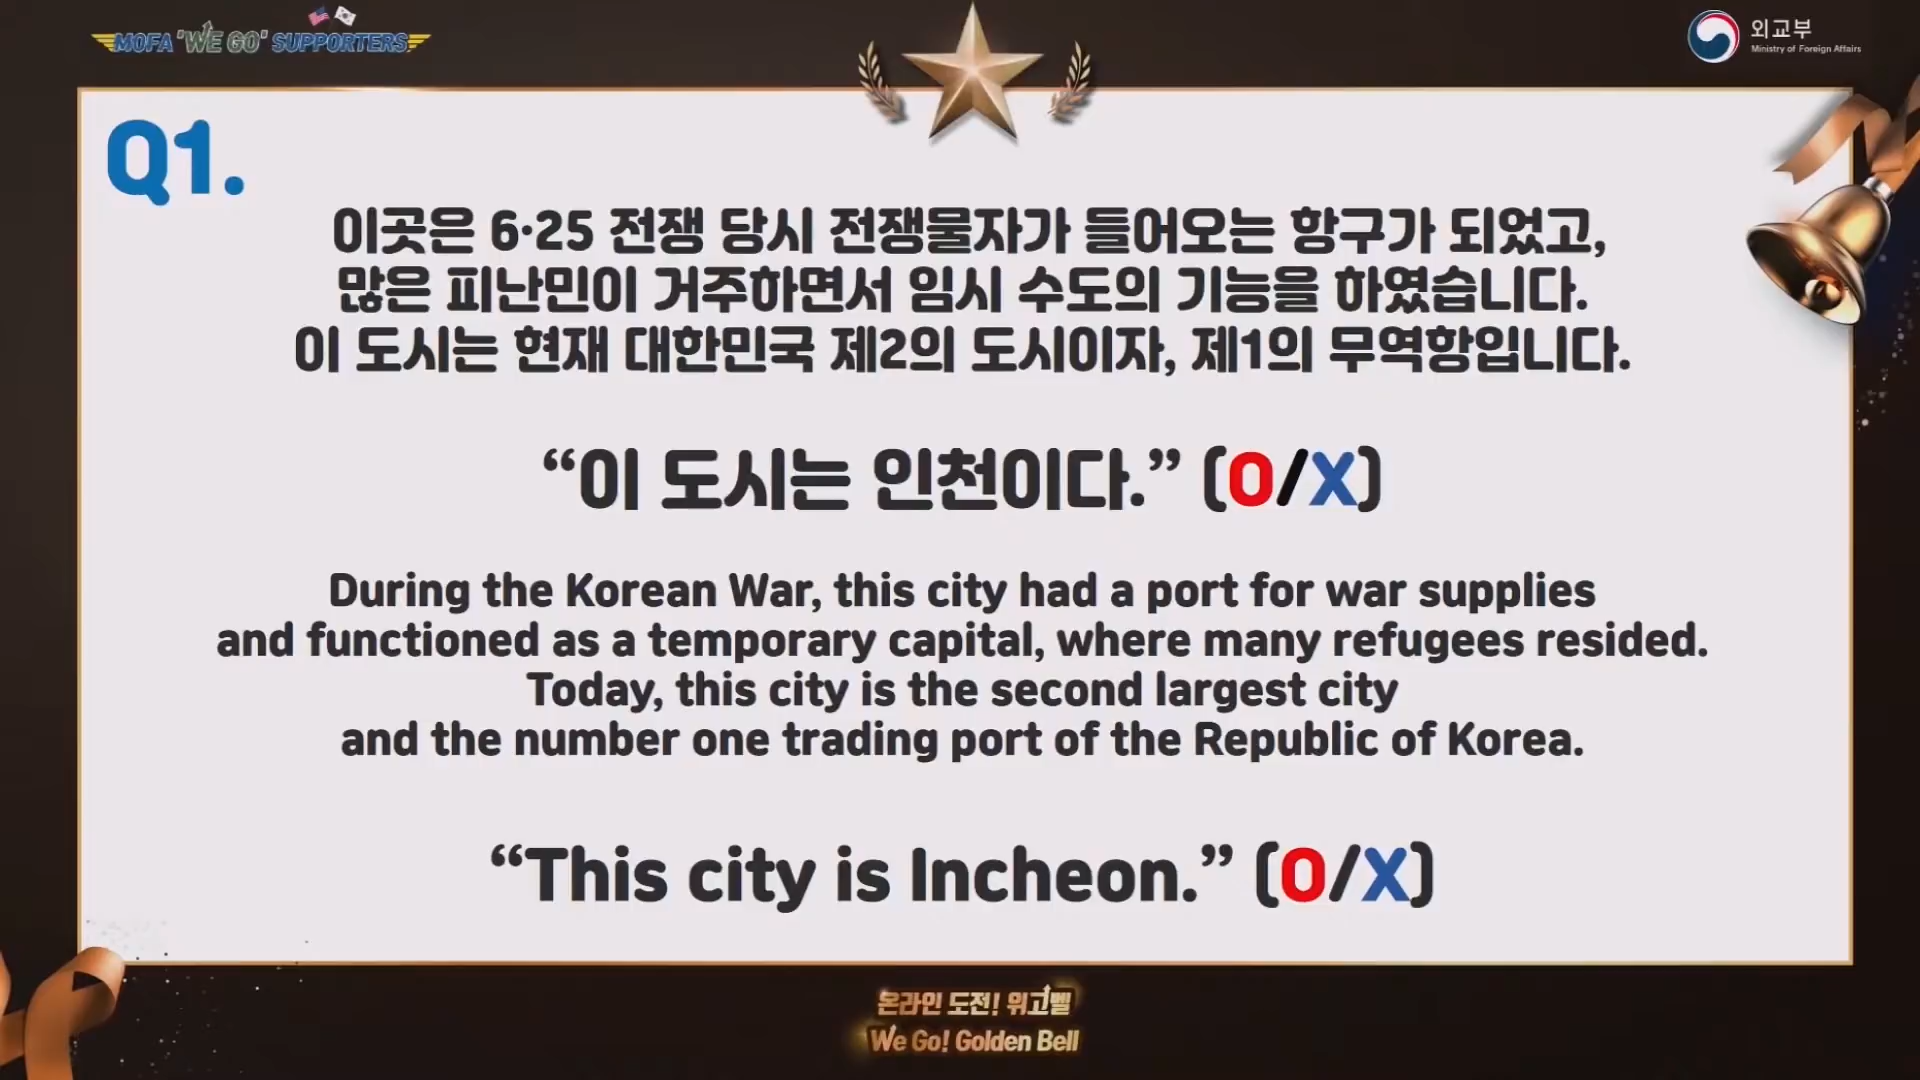 MOFA 'WE GO' SUPPORTERS
외교부
Ministry of Foreign Affairs
Q1.
이곳은 6·25 전쟁 당시 전쟁물자가 들어오는 항구가 되었고,
많은 피난민이 거주하면서 임시 수도의 기능을 하였습니다.
이 도시는 현재 대한민국 제2의 도시이자, 제1의 무역항입니다.
“이 도시는 인천이다.” (O/X)
During the Korean War, this city had a port for war supplies
and functioned as a temporary capital, where many refugees resided.
Today, this city is the second largest city
and the number one trading port of the Republic of Korea.
“This city is Incheon.” (O/X)
온라인 도전! 위고벨
We Go! Golden Bell